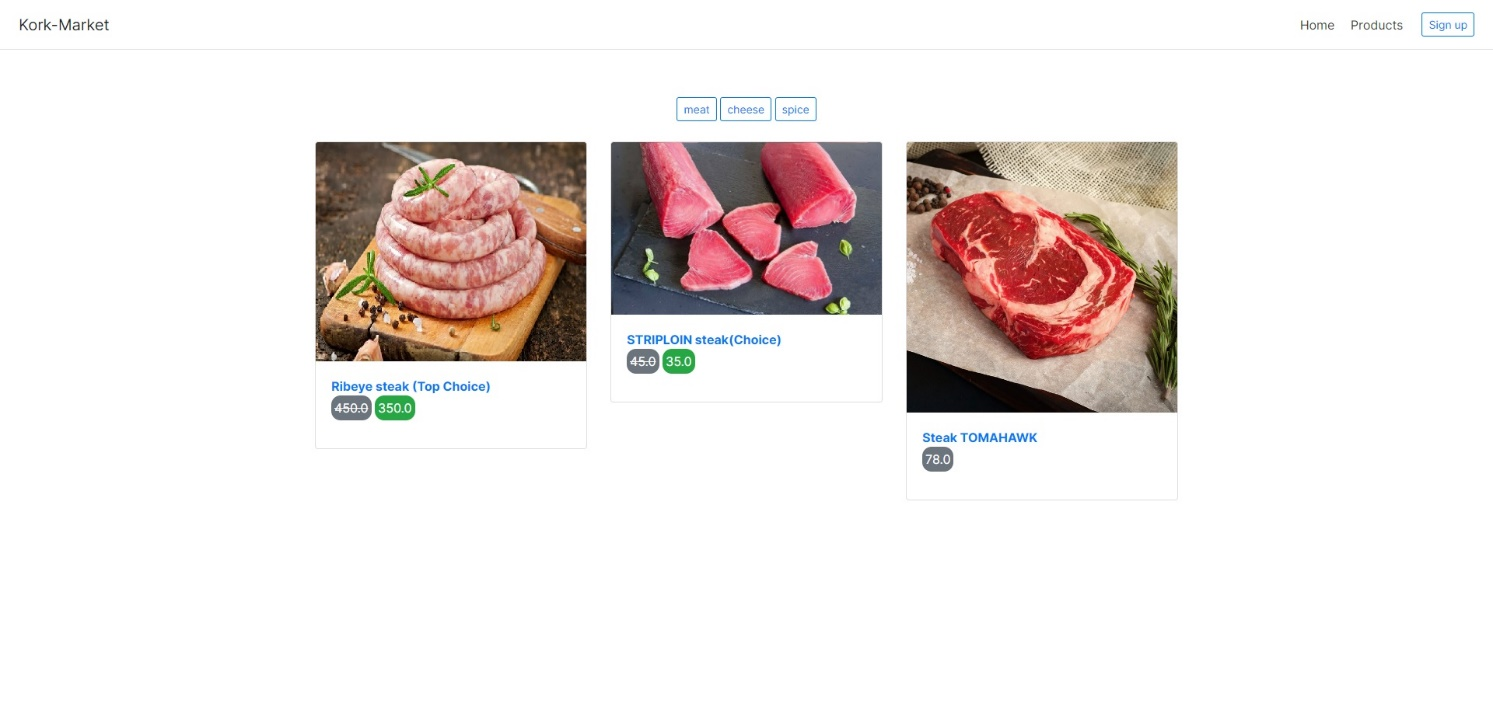 Kork-Market
Home Products Sign up
meat cheese spice
Ribeye steak (Top Choice)
450.0 350.0
STRIPLOIN steak(Choice)
45.0 35.0
Steak TOMAHAWK
78.0